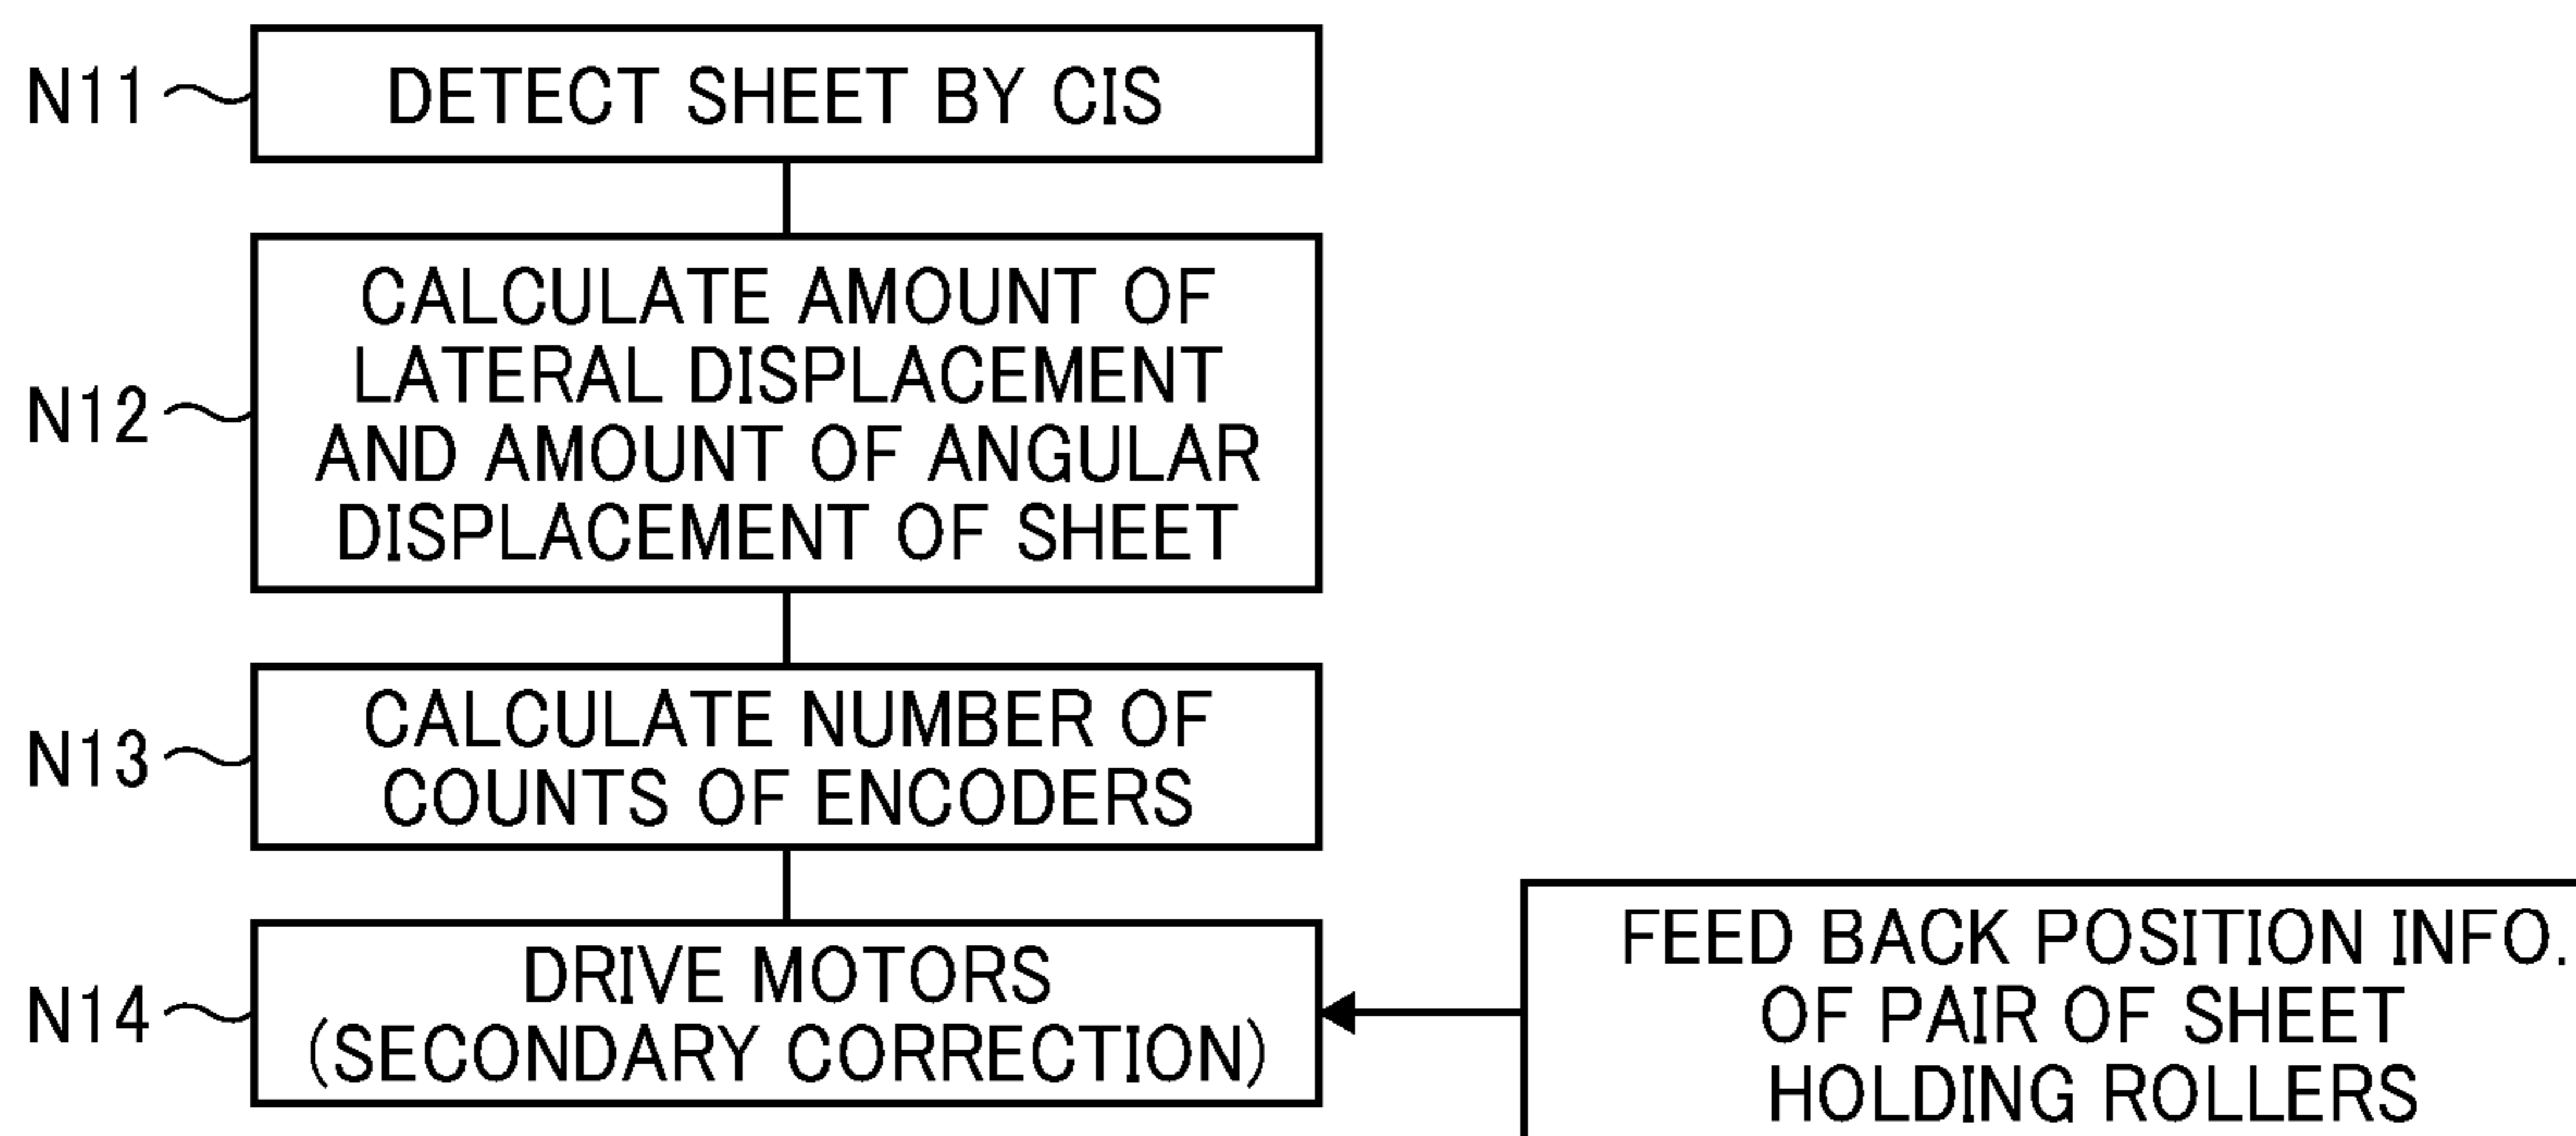 N11
DETECT SHEET BY CIS
N12
CALCULATE AMOUNT OF
LATERAL DISPLACEMENT
AND AMOUNT OF ANGULAR
DISPLACEMENT OF SHEET
N13
CALCULATE NUMBER OF
COUNTS OF ENCODERS
N14
DRIVE MOTORS
(SECONDARY CORRECTION)
FEED BACK POSITION INFO.
OF PAIR OF SHEET
HOLDING ROLLERS